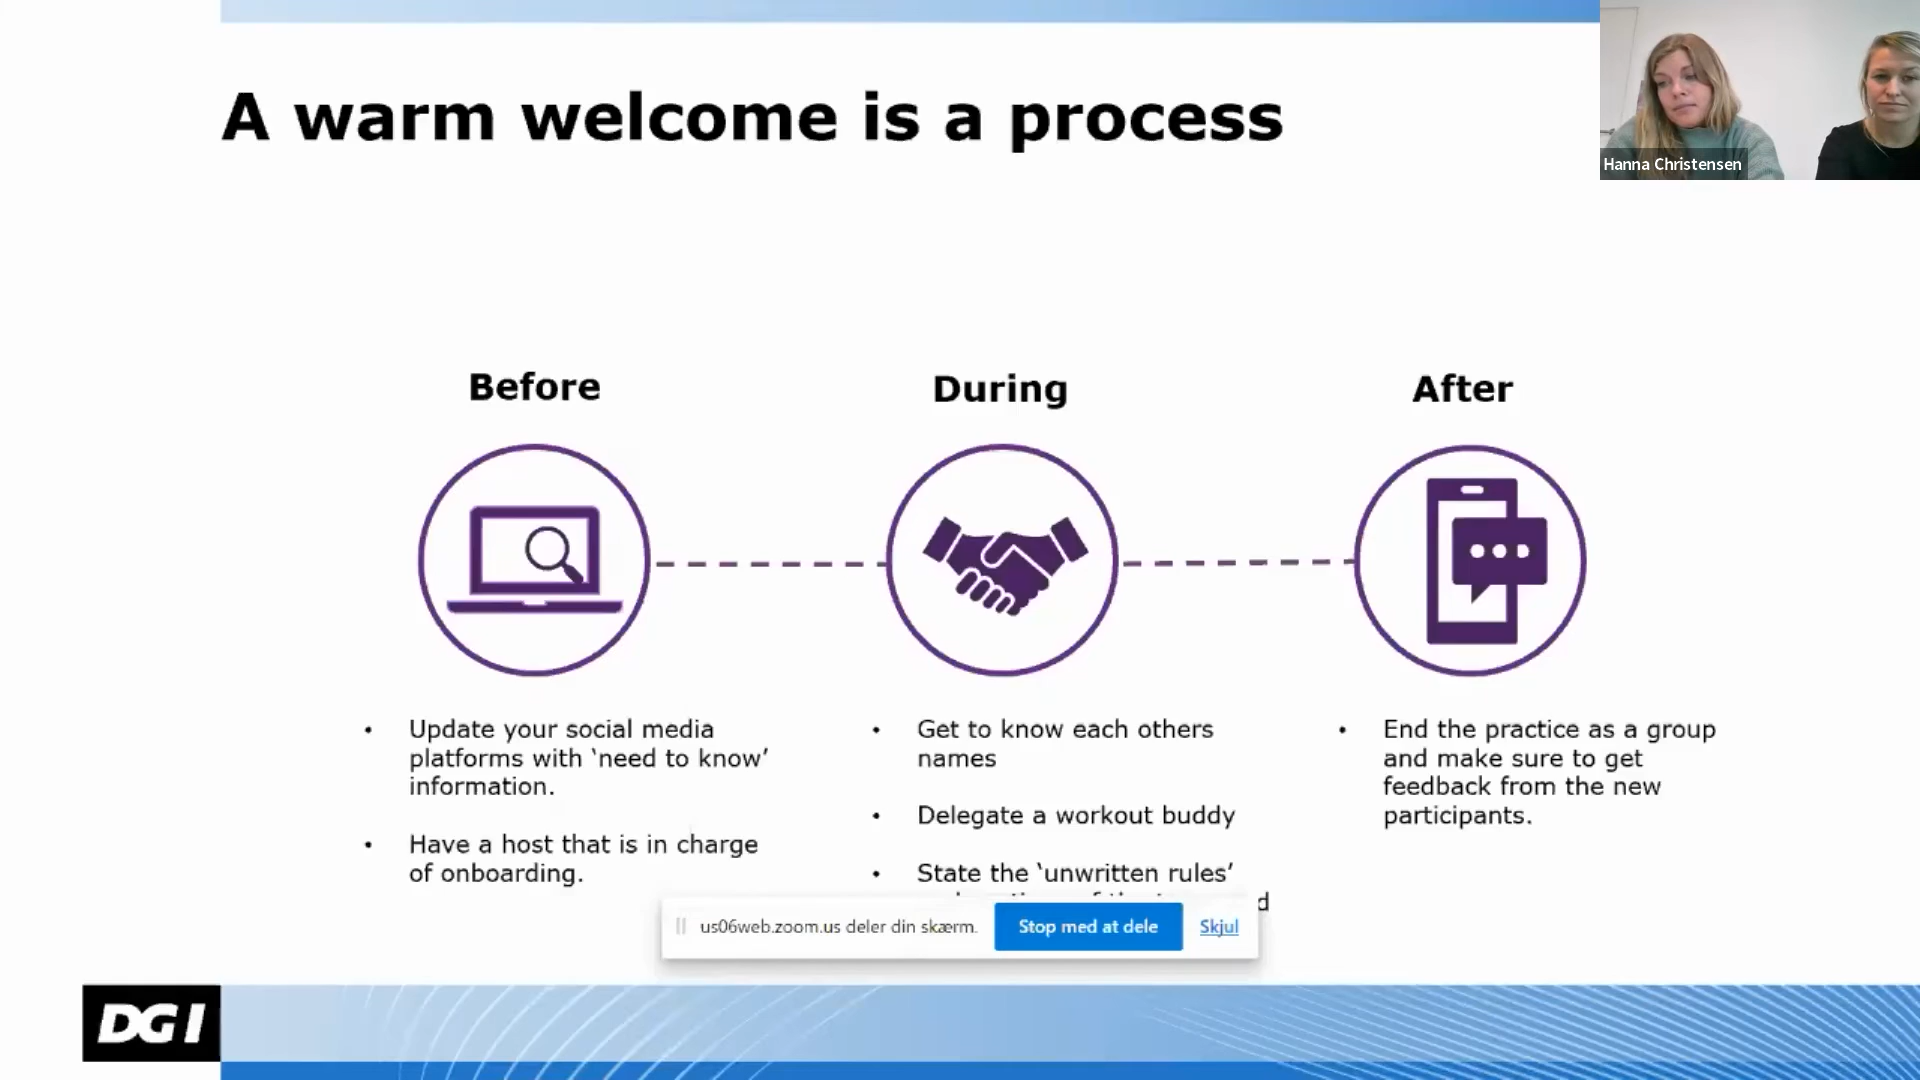 A warm welcome is a process
Hanna Christensen
Before
During
After
• Update your social media
platforms with ‘need to know’
information.
• Have a host that is in charge
of onboarding.
• Get to know each others
names
• Delegate a workout buddy
• State the ‘unwritten rules’
• End the practice as a group
and make sure to get
feedback from the new
participants.
us06web.zoom.us deler din skærm.
Stop med at dele
Skjul
DGI